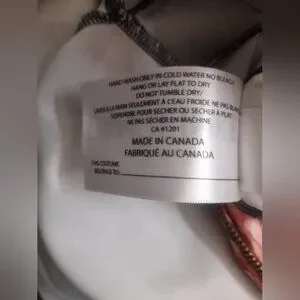 HAND WASH ONLY IN COLD WATER NO BLEACH
HANG OR LAY FLAT TO DRY
DO NOT TUMBLE DRY/
LAVER A LA MAIN SEULEMENT À L'EAU FROIDE NE PAS
SUSPENDRE POUR SÉCHER OU SÉCHER À PLAT
NE PAS SÉCHER EN MACHINE
CA 41201
MADE IN CANADA
FABRIQUÉ AU CANADA
THIS COSTUME
BELONGS TO: